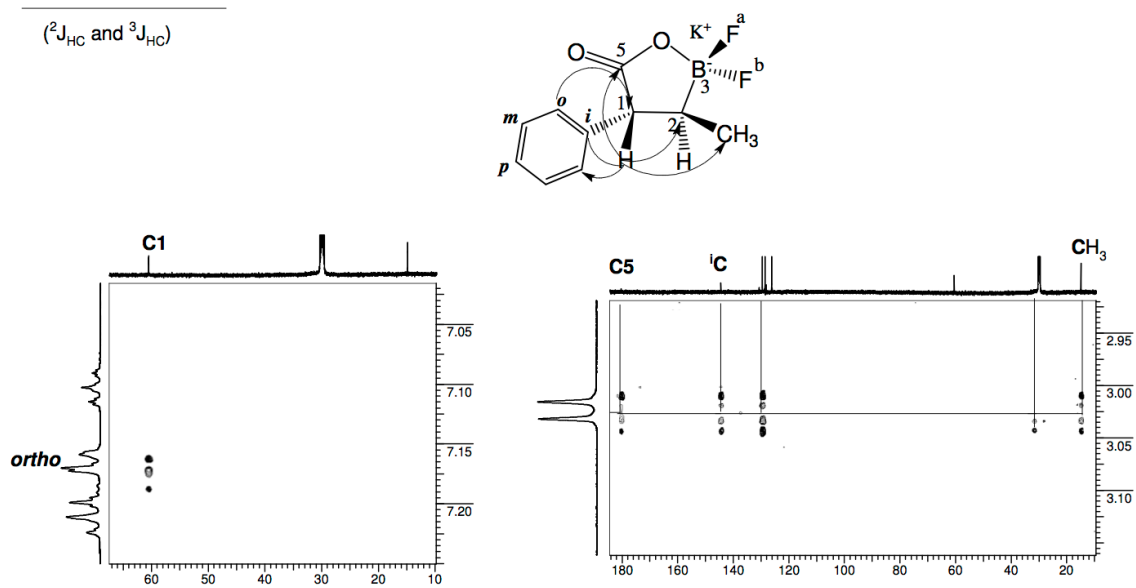 (²J_HC and ³J_HC)
K⁺
F^a
O
O
5
B⁻
F^b
3
1
2
o
i
m
p
H
H
CH₃
C1
7.05
7.10
7.15
7.20
ortho
60 50 40 30 20 10
C5
ⁱC
CH₃
2.95
3.00
3.05
3.10
180 160 140 120 100 80 60 40 20